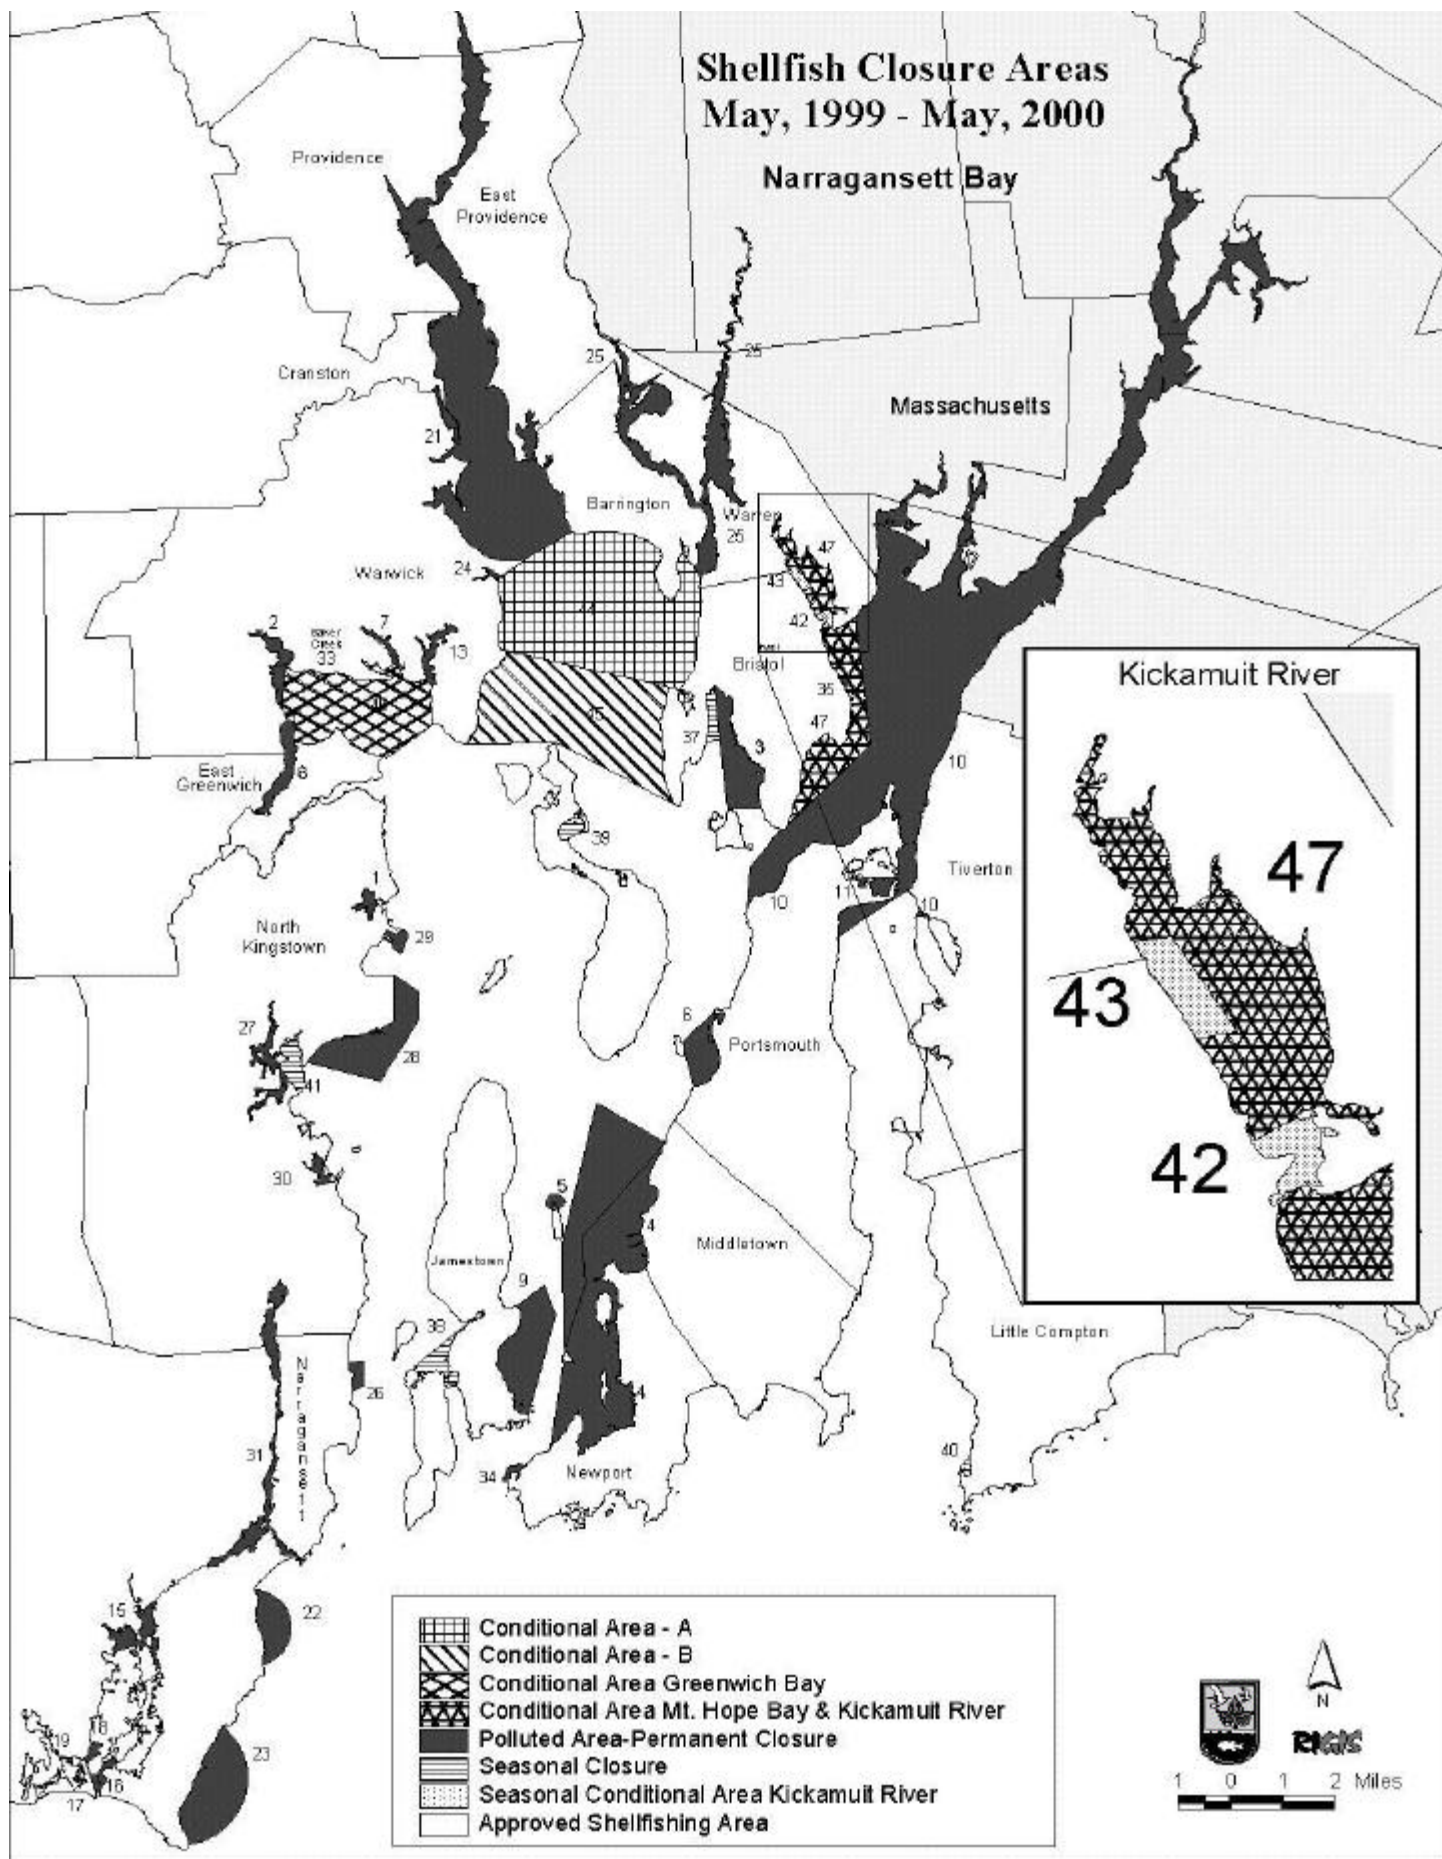 Shellfish Closure Areas
May, 1999 - May, 2000
Narragansett Bay
Providence
East
Providence
25
25
Cranston
Massachusetts
21
Barrington
Warren
25
47
24
Warwick
43
2
7
13
Baker
Creek
33
42
Bristol
Kickamuit River
36
45
47
37
3
10
East
Greenwich
8
39
47
Tiverton
1
11
10
10
North
Kingstown
29
43
27
6
Portsmouth
28
41
42
30
5
4
Middletown
Jamestown
9
38
Little Compton
Narragansett
26
4
31
34
Newport
40
15
22
18
19
23
16
17
Conditional Area - A
Conditional Area - B
Conditional Area Greenwich Bay
Conditional Area Mt. Hope Bay & Kickamuit River
Polluted Area-Permanent Closure
Seasonal Closure
Seasonal Conditional Area Kickamuit River
Approved Shellfishing Area
N
RIGIS
1 0 1 2 Miles